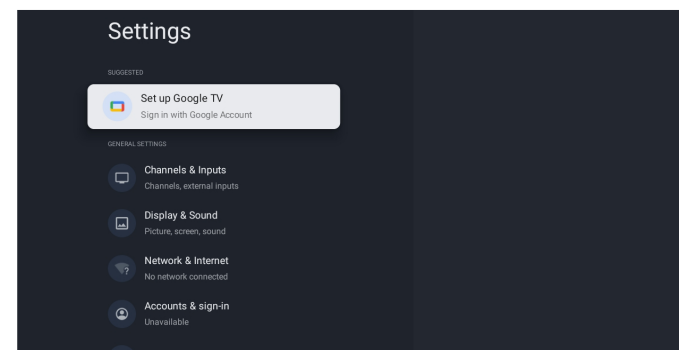 Settings
SUGGESTED
Set up Google TV
Sign in with Google Account
GENERAL SETTINGS
Channels & Inputs
Channels, external inputs
Display & Sound
Picture, screen, sound
Network & Internet
?
No network connected
Accounts & sign-in
Unavailable